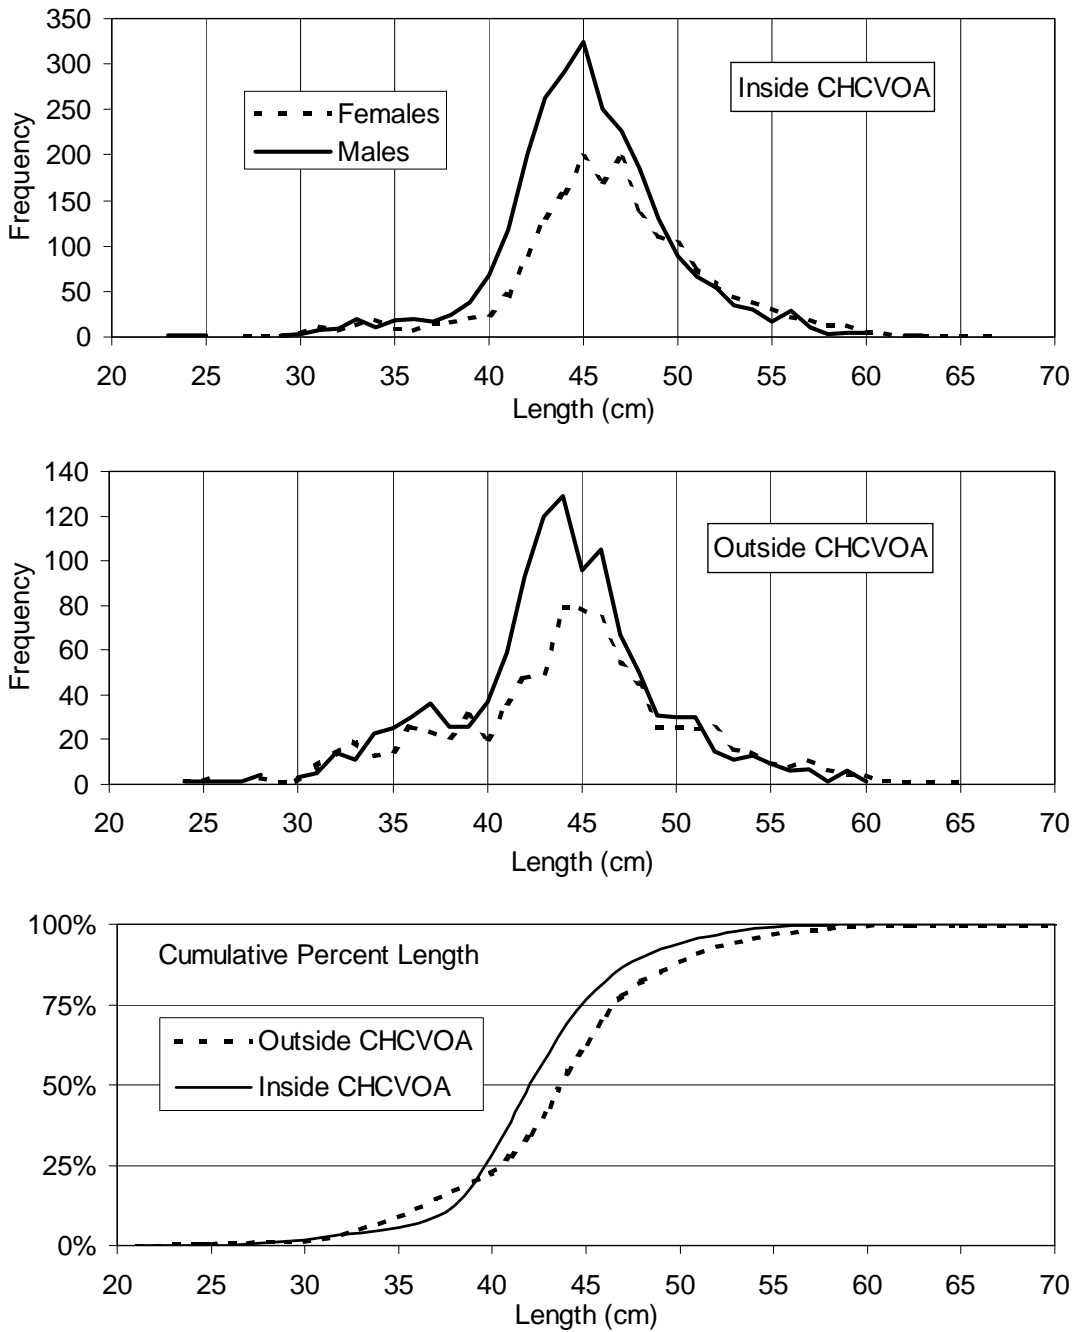 350
300
250
200
150
100
50
0
Frequency
Females
Males
Inside CHCVOA
20 25 30 35 40 45 50 55 60 65 70
Length (cm)
140
120
100
80
60
40
20
0
Frequency
Outside CHCVOA
20 25 30 35 40 45 50 55 60 65 70
Length (cm)
100%
75%
50%
25%
0%
Cumulative Percent Length
Outside CHCVOA
Inside CHCVOA
20 25 30 35 40 45 50 55 60 65 70
Length (cm)